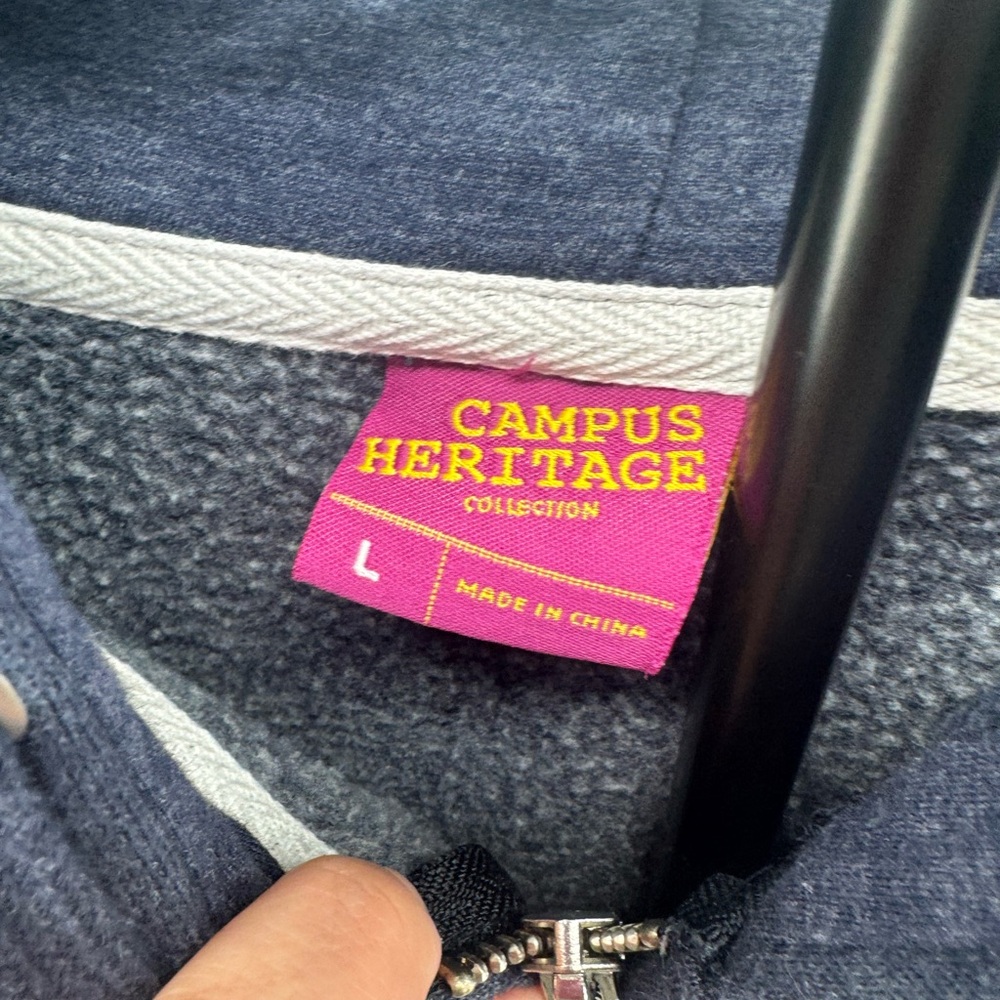 CAMPUS
HERITAGE
COLLECTION
L
MADE IN CHINA